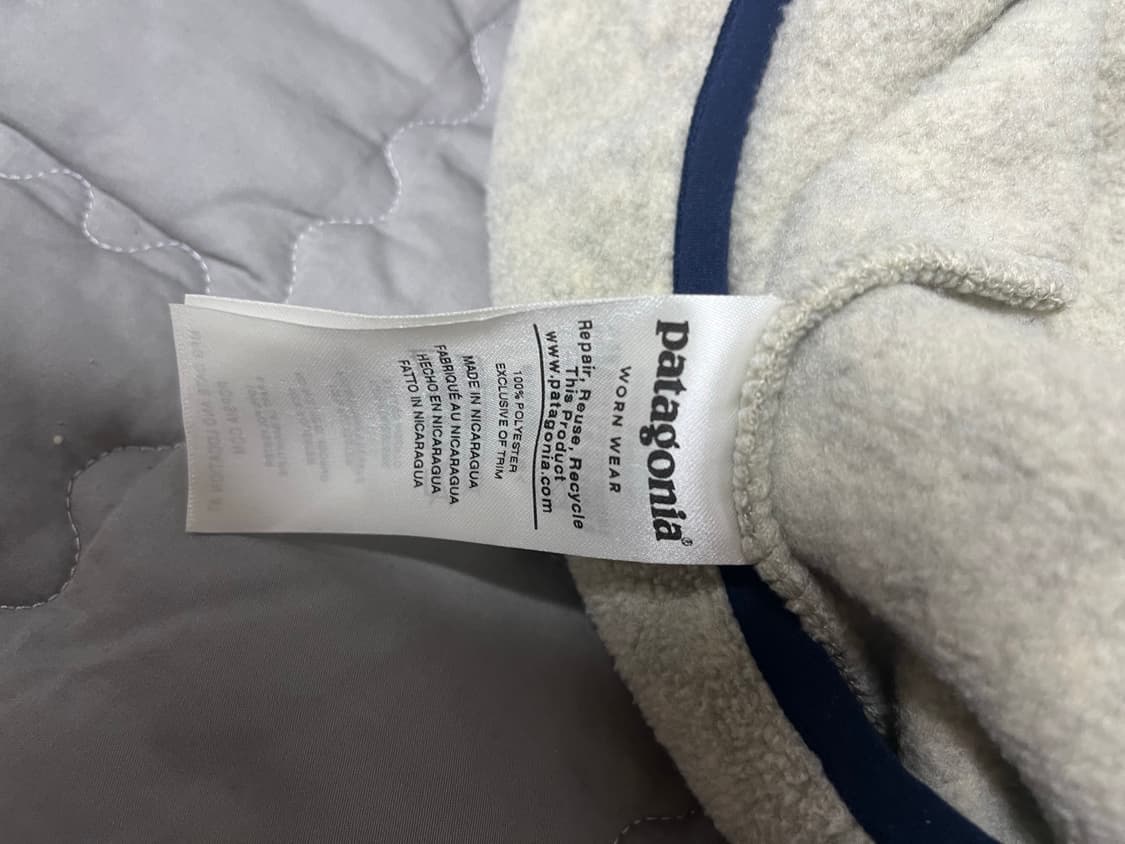 patagonia®
WORN WEAR
Repair, Reuse, Recycle
This Product
www.patagonia.com
100% POLYESTER
EXCLUSIVE OF TRIM
MADE IN NICARAGUA
FABRIQUÉ AU NICARAGUA
HECHO EN NICARAGUA
FATTO IN NICARAGUA